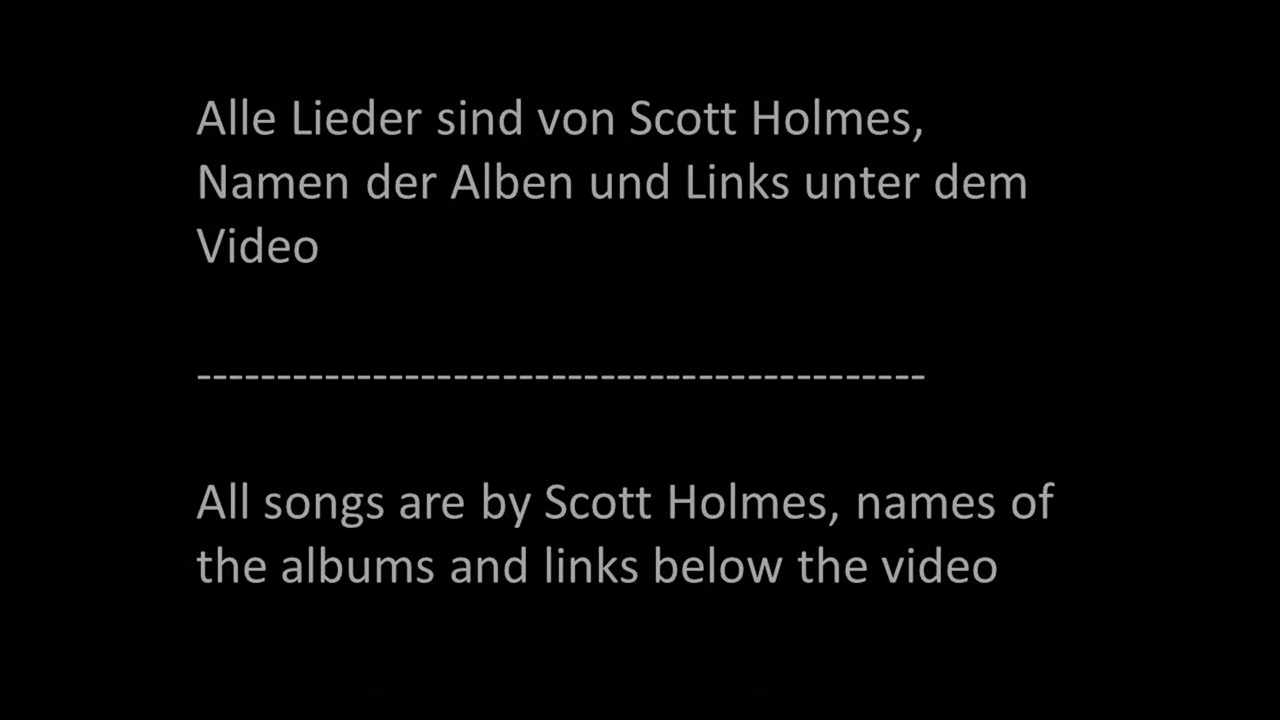 Alle Lieder sind von Scott Holmes,
Namen der Alben und Links unter dem
Video
---------------------------------------------
All songs are by Scott Holmes, names of
the albums and links below the video